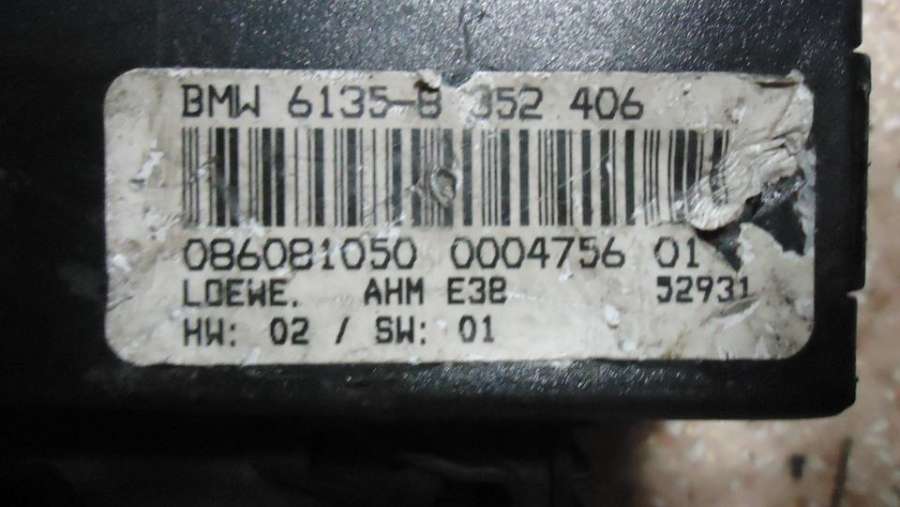 BMW 6135-8 352 406
086081050 0004756 01
LOEWE. AHM E38 52931
HW: 02 / SW: 01